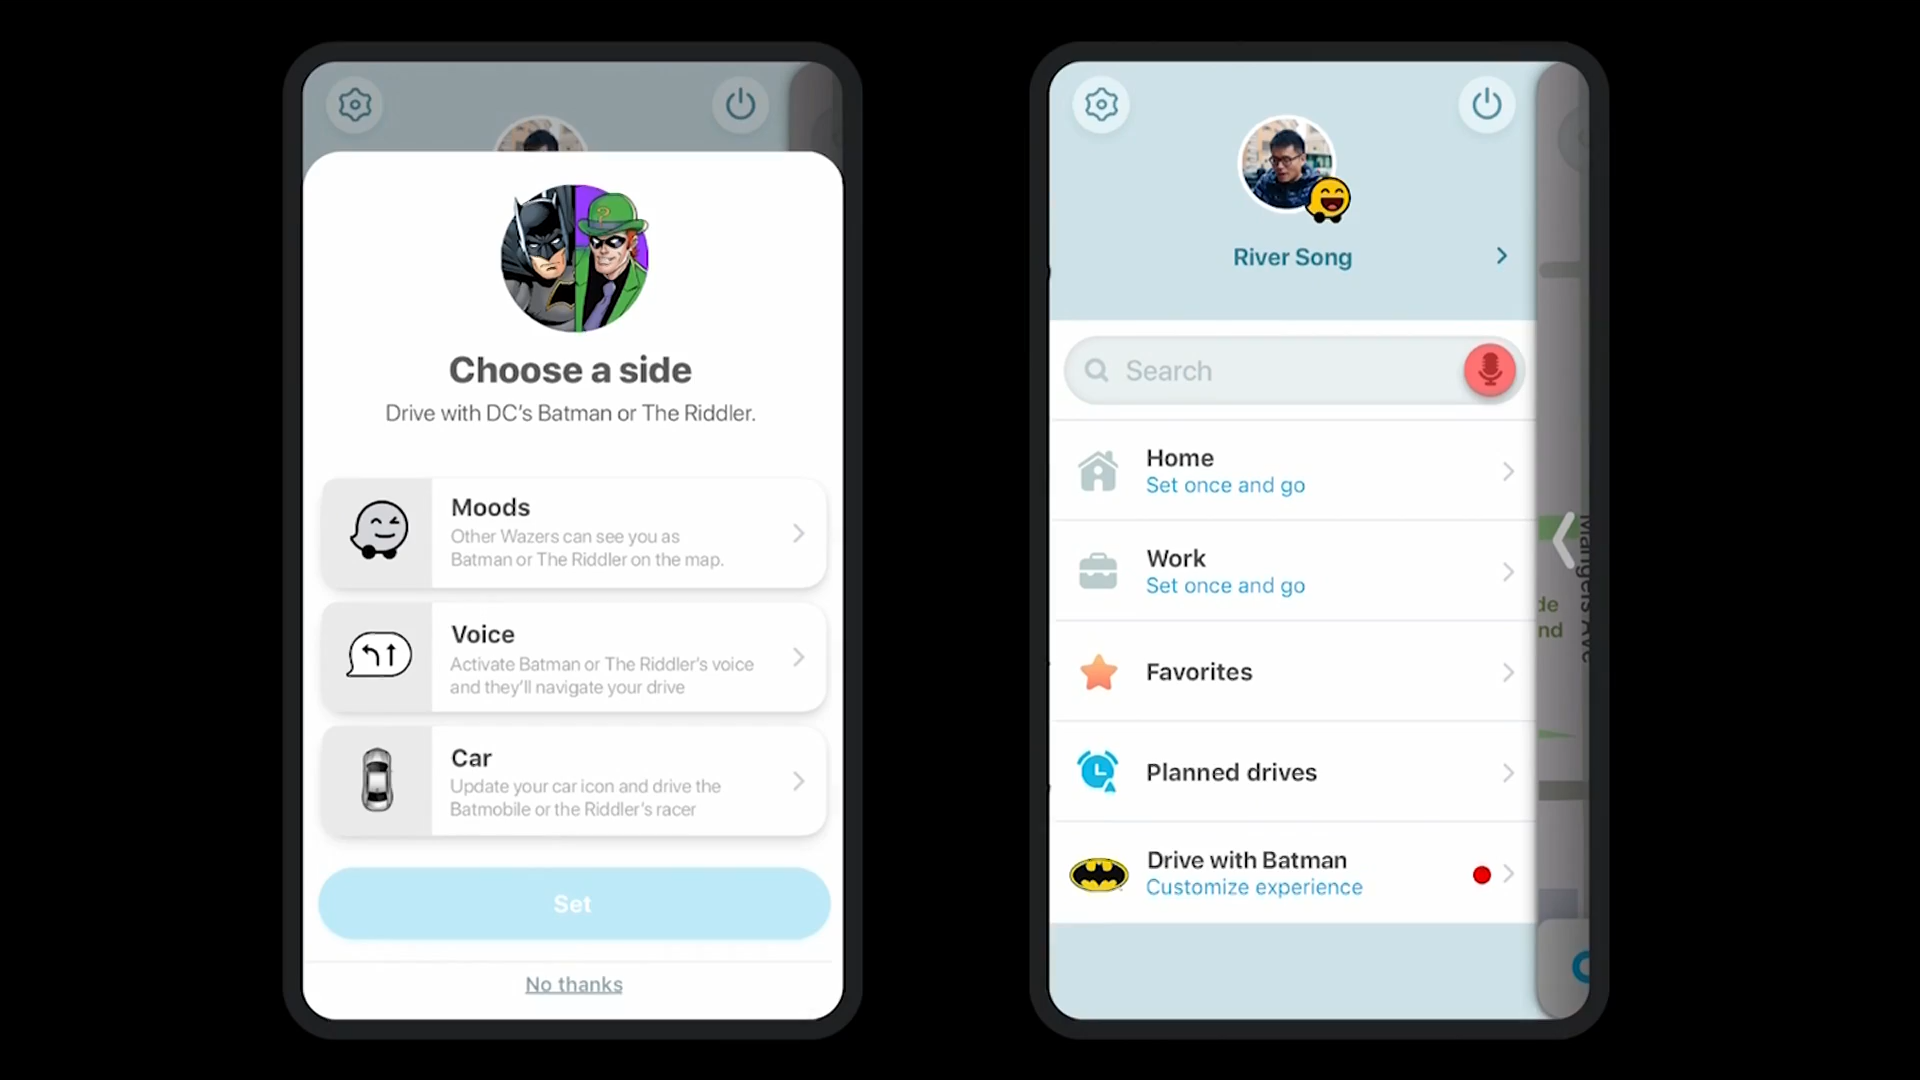 Choose a side
Drive with DC's Batman or The Riddler.
Moods
Other Wazers can see you as
Batman or The Riddler on the map.
Voice
Activate Batman or The Riddler's voice
and they'll navigate your drive
Car
Update your car icon and drive the
Batmobile or the Riddler's racer
Set
No thanks
River Song
Search
Home
Set once and go
Work
Set once and go
Favorites
Planned drives
Drive with Batman
Customize experience
de
nd